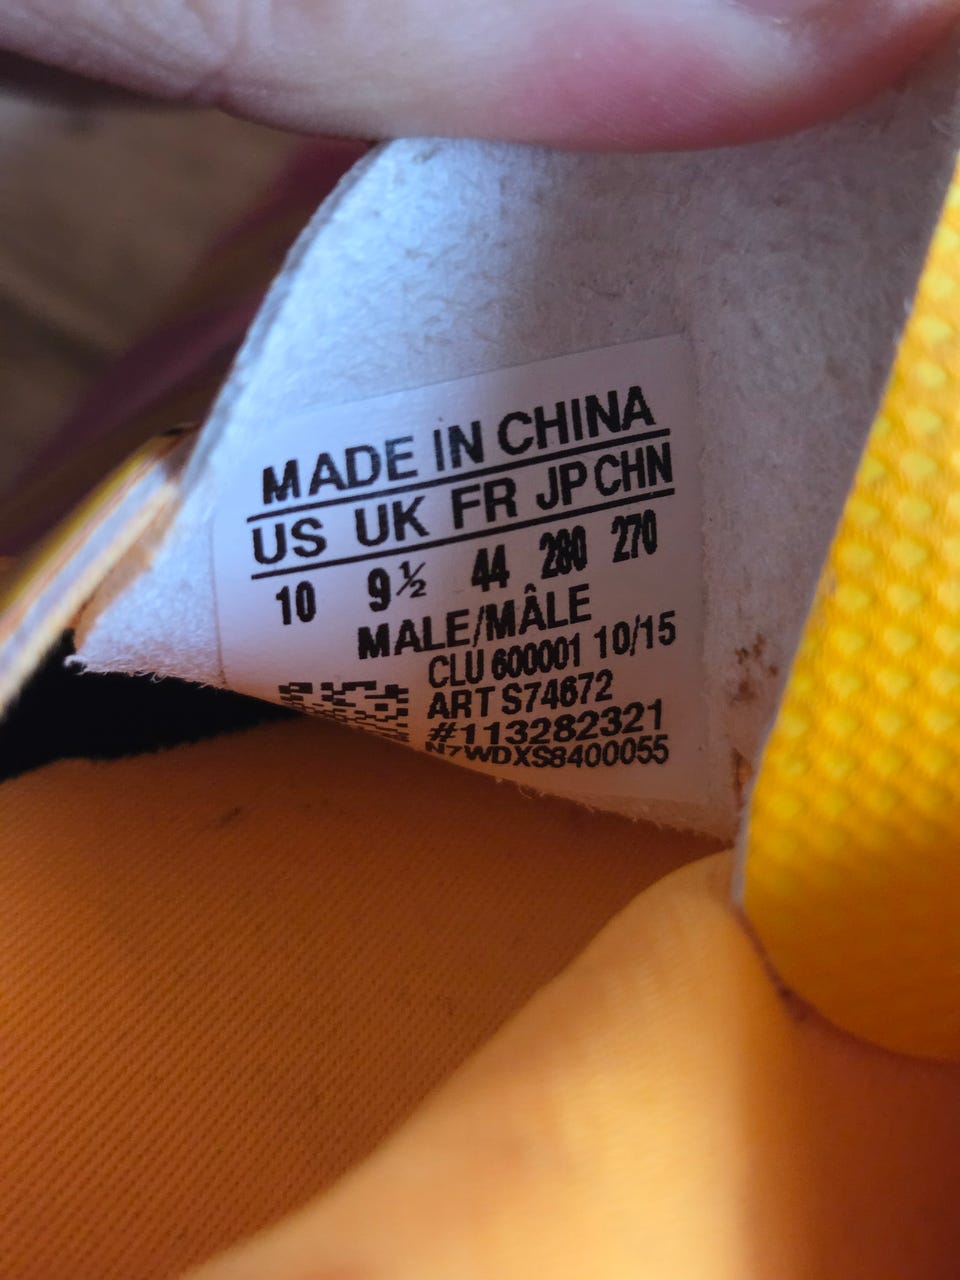 MADE IN CHINA
US UK FR JP CHN
10 9½ 44 280 270
MALE/MÂLE
CLU 600001 10/15
ART S74672
#113282321
N7WDXS8400055